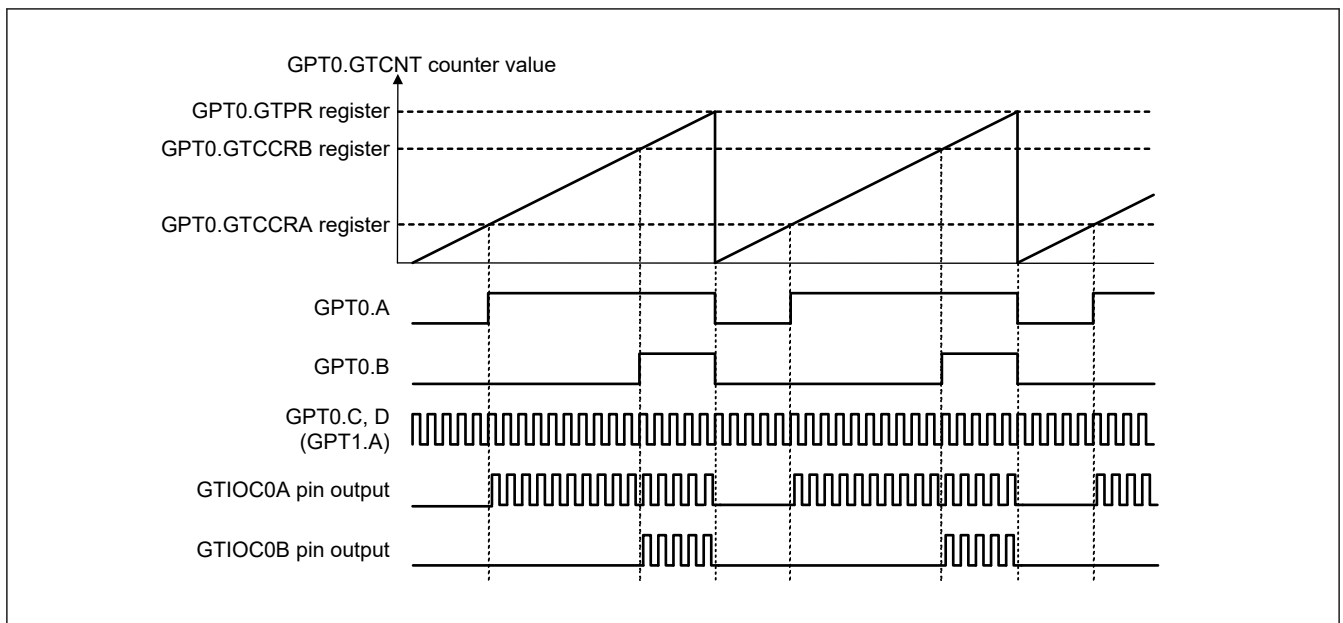 GPT0.GTCNT counter value
GPT0.GTPR register
GPT0.GTCCRB register
GPT0.GTCCRA register
GPT0.A
GPT0.B
GPT0.C, D
(GPT1.A)
GTIOC0A pin output
GTIOC0B pin output